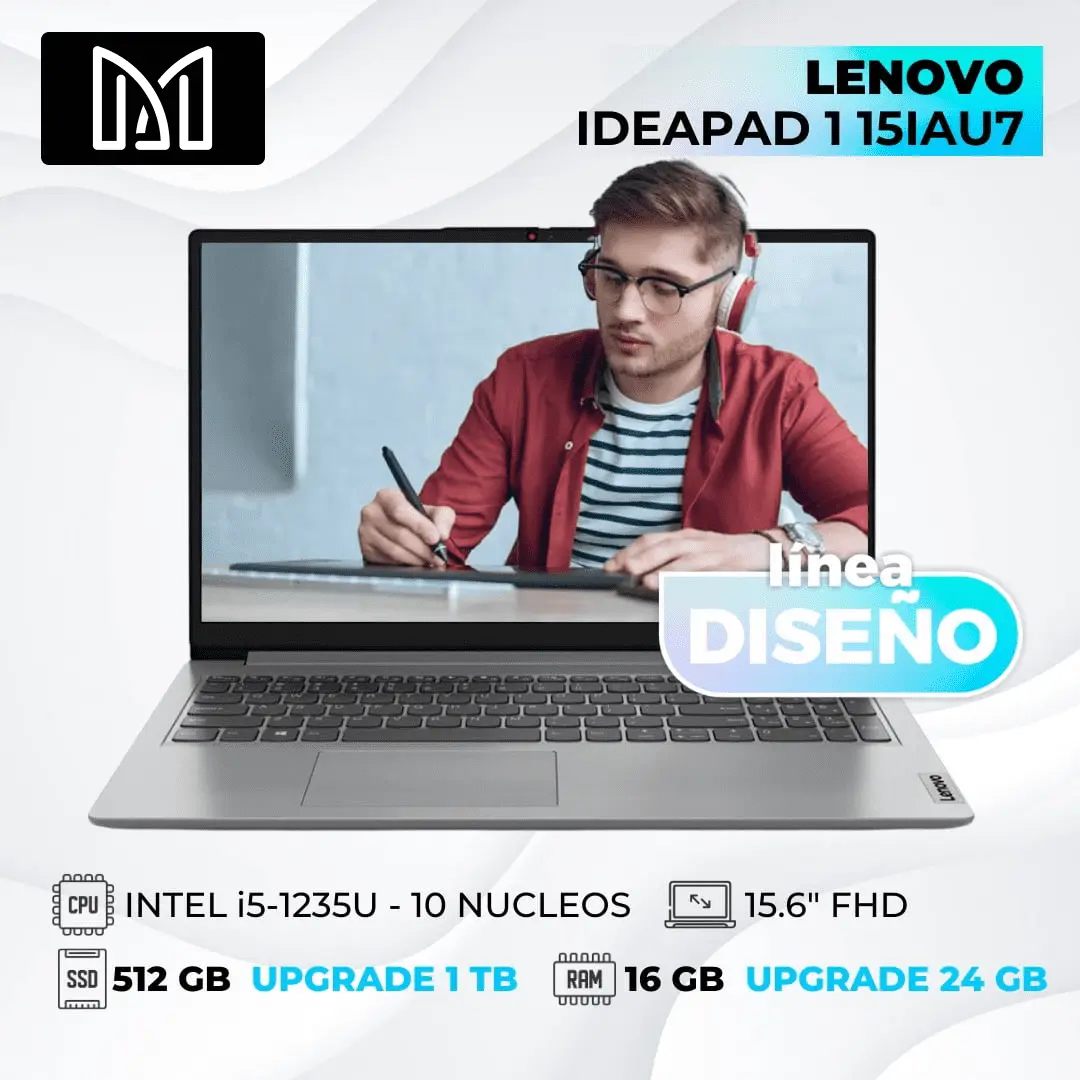 LENOVO
IDEAPAD 1 15IAU7
línea
DISEÑO
Lenovo
CPU INTEL i5-1235U - 10 NUCLEOS
15.6" FHD
SSD 512 GB UPGRADE 1 TB
RAM 16 GB UPGRADE 24 GB